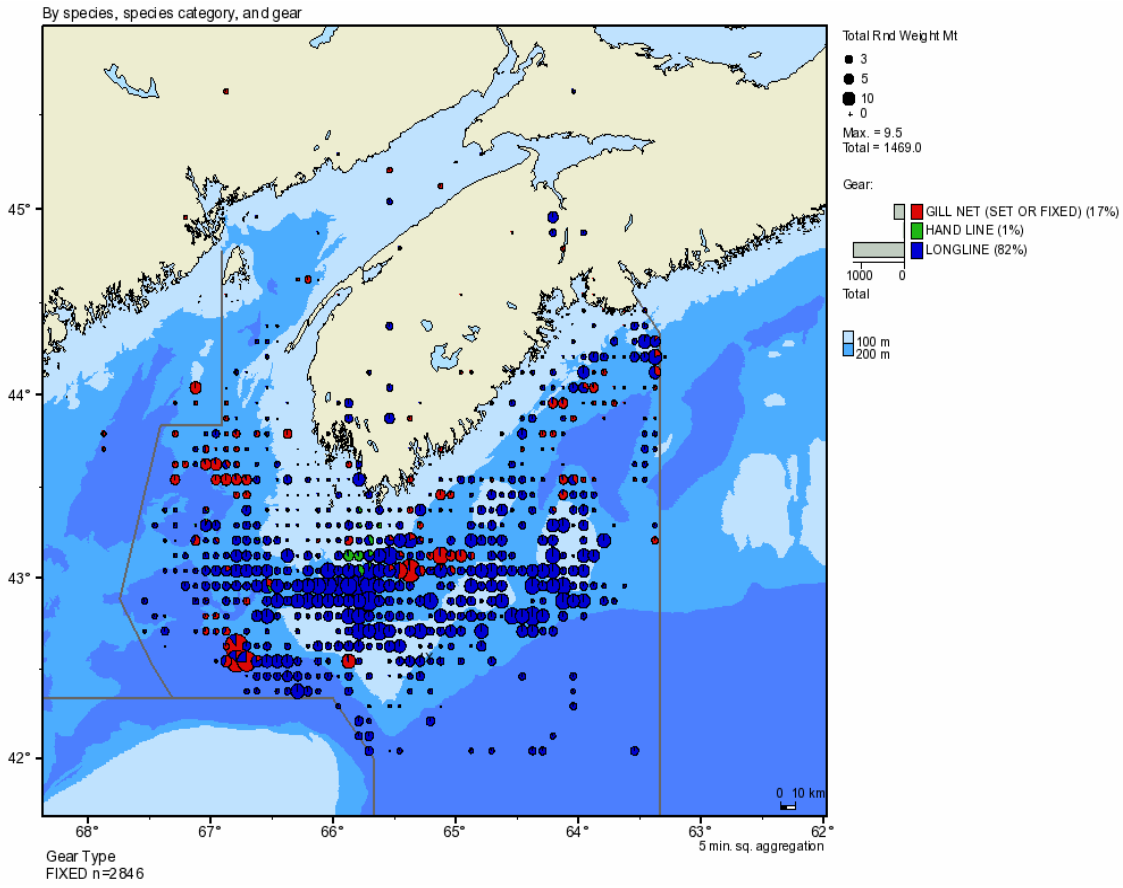 By species, species category, and gear
Total Rnd Weight Mt
3
5
10
0
Max. = 9.5
Total = 1469.0
Gear:
GILL NET (SET OR FIXED) (17%)
HAND LINE (1%)
LONGLINE (82%)
1000 0
Total
100 m
200 m
45°
44°
43°
42°
0 10 km
68° 67° 66° 65° 64° 63° 62°
5 min. sq. aggregation
Gear Type
FIXED n=2846